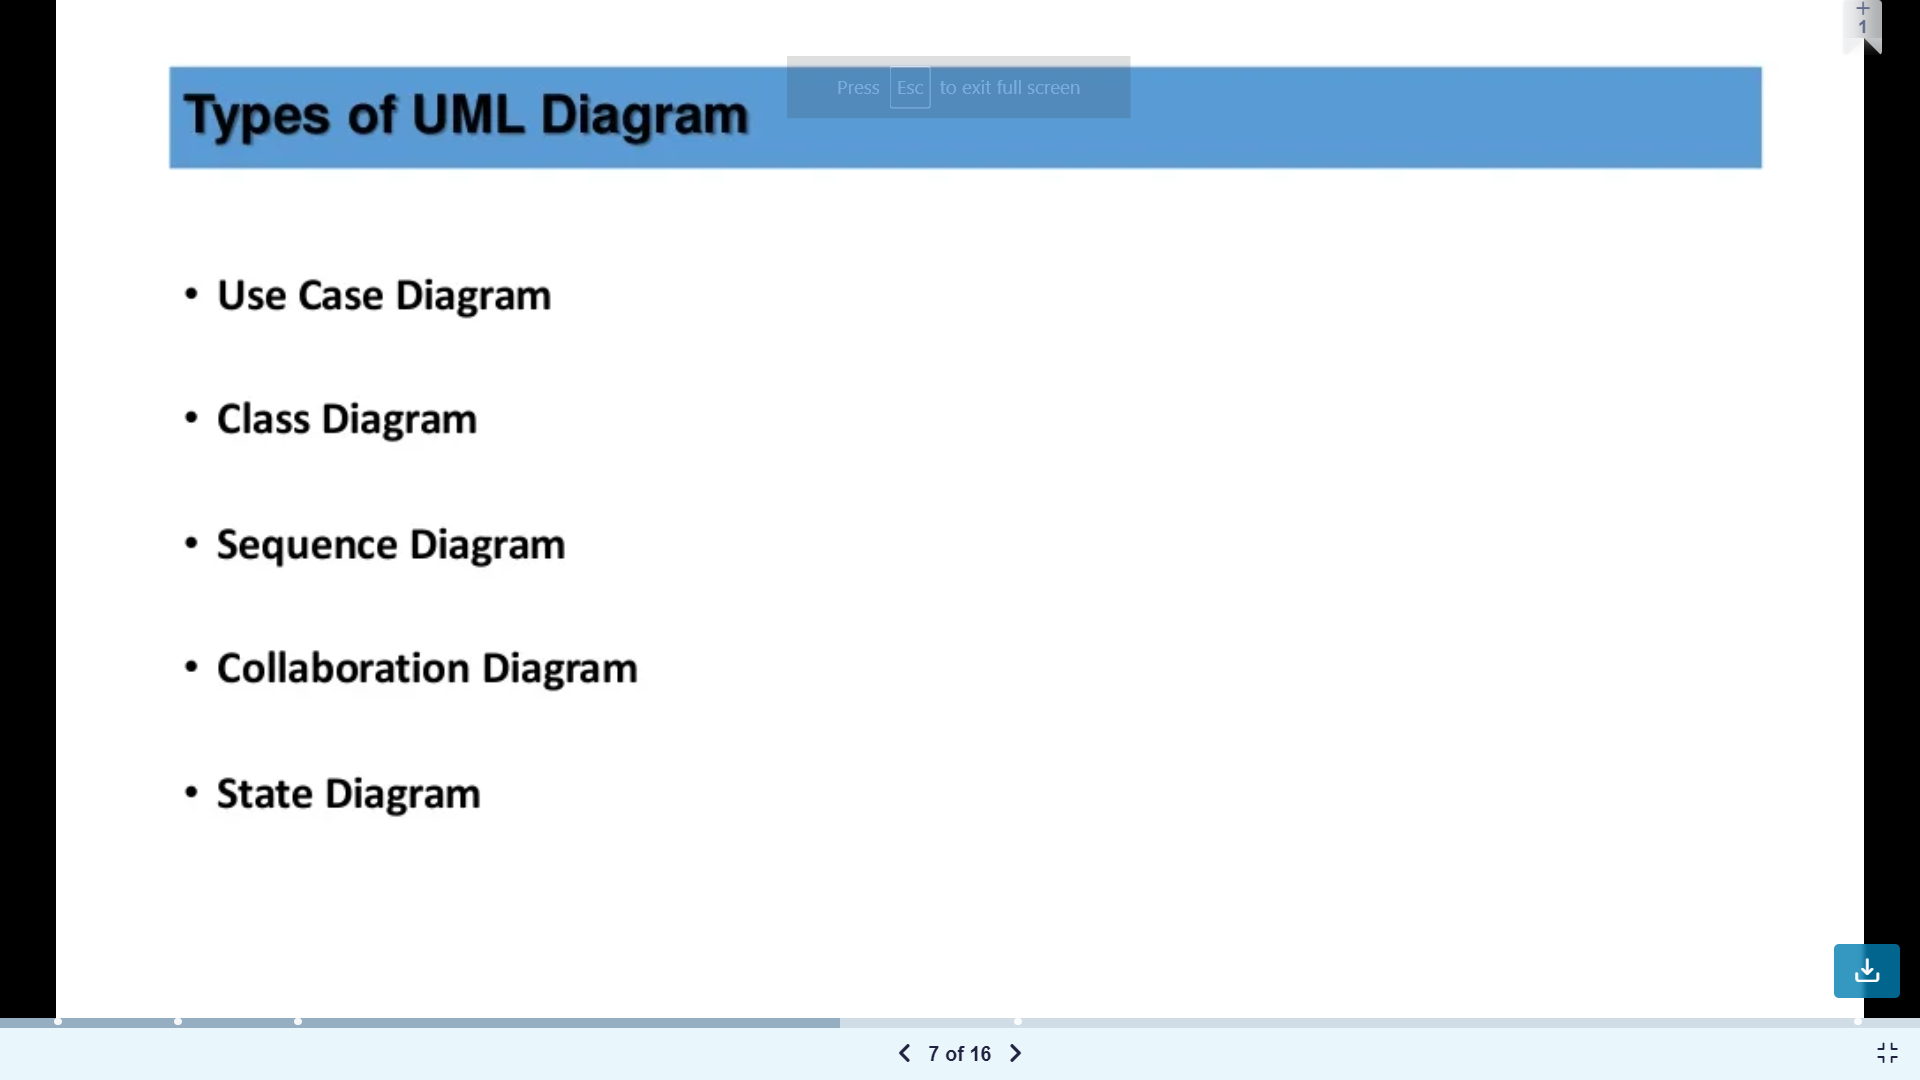 +
1
Press Esc to exit full screen
Types of UML Diagram
• Use Case Diagram
• Class Diagram
• Sequence Diagram
• Collaboration Diagram
• State Diagram
7 of 16